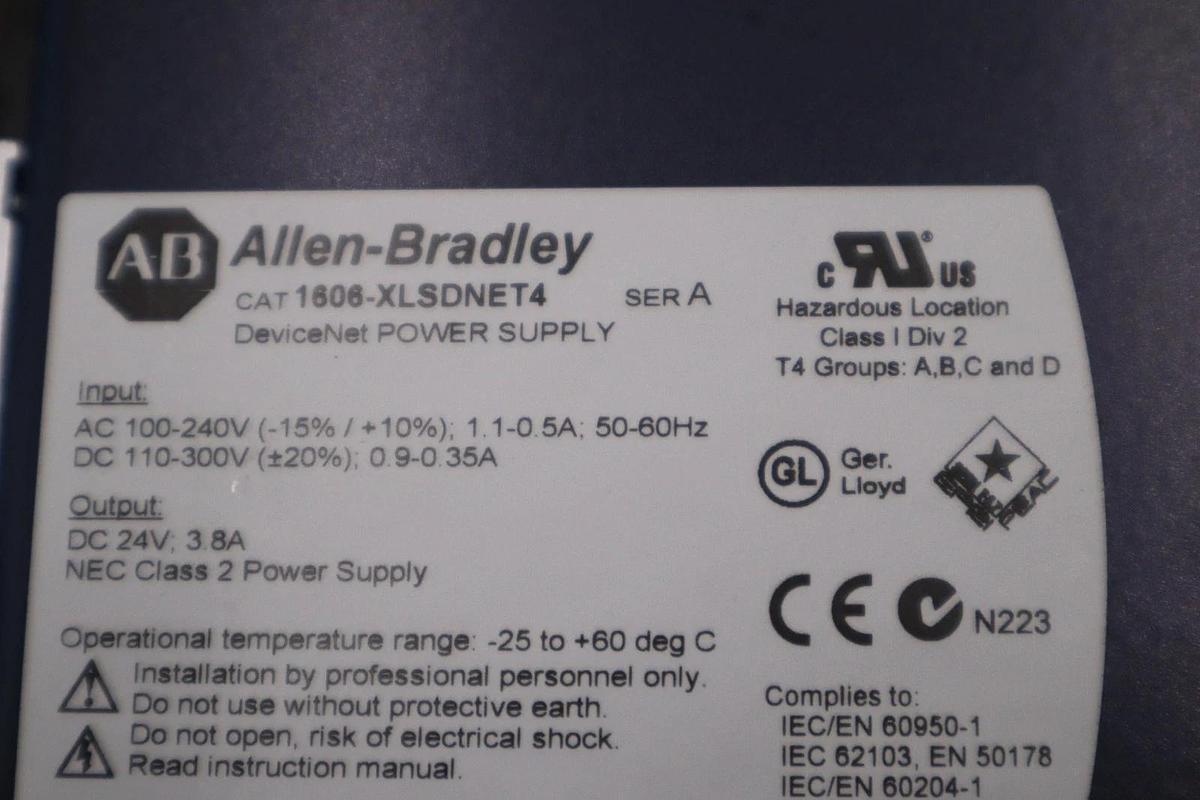 AB Allen-Bradley
CAT 1606-XLSDNET4 SER A
DeviceNet POWER SUPPLY
Input:
AC 100-240V (-15% / +10%); 1.1-0.5A; 50-60Hz
DC 110-300V (±20%); 0.9-0.35A
Output:
DC 24V; 3.8A
NEC Class 2 Power Supply
Operational temperature range: -25 to +60 deg C
Installation by professional personnel only.
Do not use without protective earth.
Do not open, risk of electrical shock.
Read instruction manual.
C RU ® US
Hazardous Location
Class I Div 2
T4 Groups: A,B,C and D
GL Ger.
Lloyd
CE N223
Complies to:
IEC/EN 60950-1
IEC 62103, EN 50178
IEC/EN 60204-1